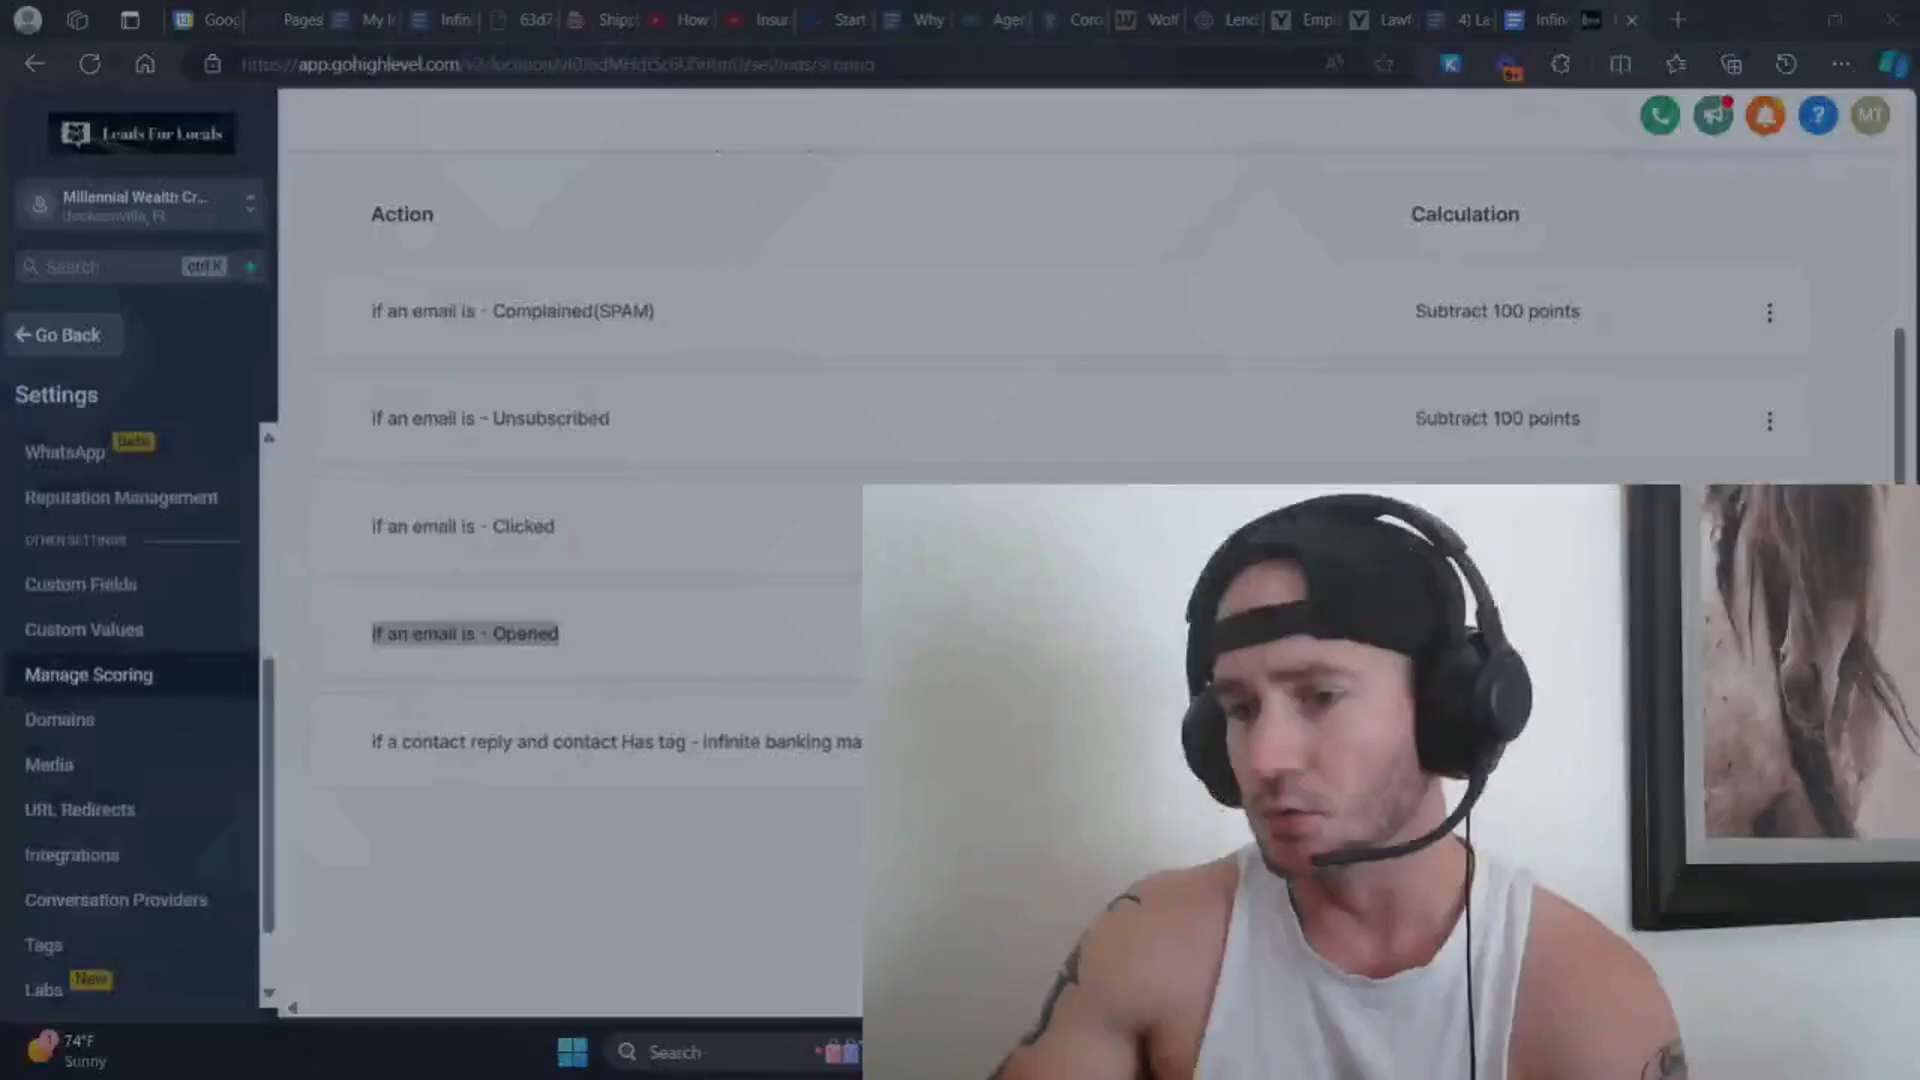 Goog
Pages
My I
Infin
63d7
Shipp
How
Insur
Start
Why
Ager
Coro
Wolf
Lend
Empl
Lawf
4) La
Infin
app.gohighlevel.com
Leads For Locals
MT
Millennial Wealth Cr...
Jacksonville, FL
Search
ctrl K
Go Back
Settings
WhatsApp
Beta
Reputation Management
OTHER SETTINGS
Custom Fields
Custom Values
Manage Scoring
Domains
Media
URL Redirects
Integrations
Conversation Providers
Tags
Labs
New
Action
Calculation
if an email is - Complained(SPAM)
Subtract 100 points
if an email is - Unsubscribed
Subtract 100 points
if an email is - Clicked
if an email is - Opened
if a contact reply and contact Has tag - Infinite banking ma
74°F
Sunny
Search